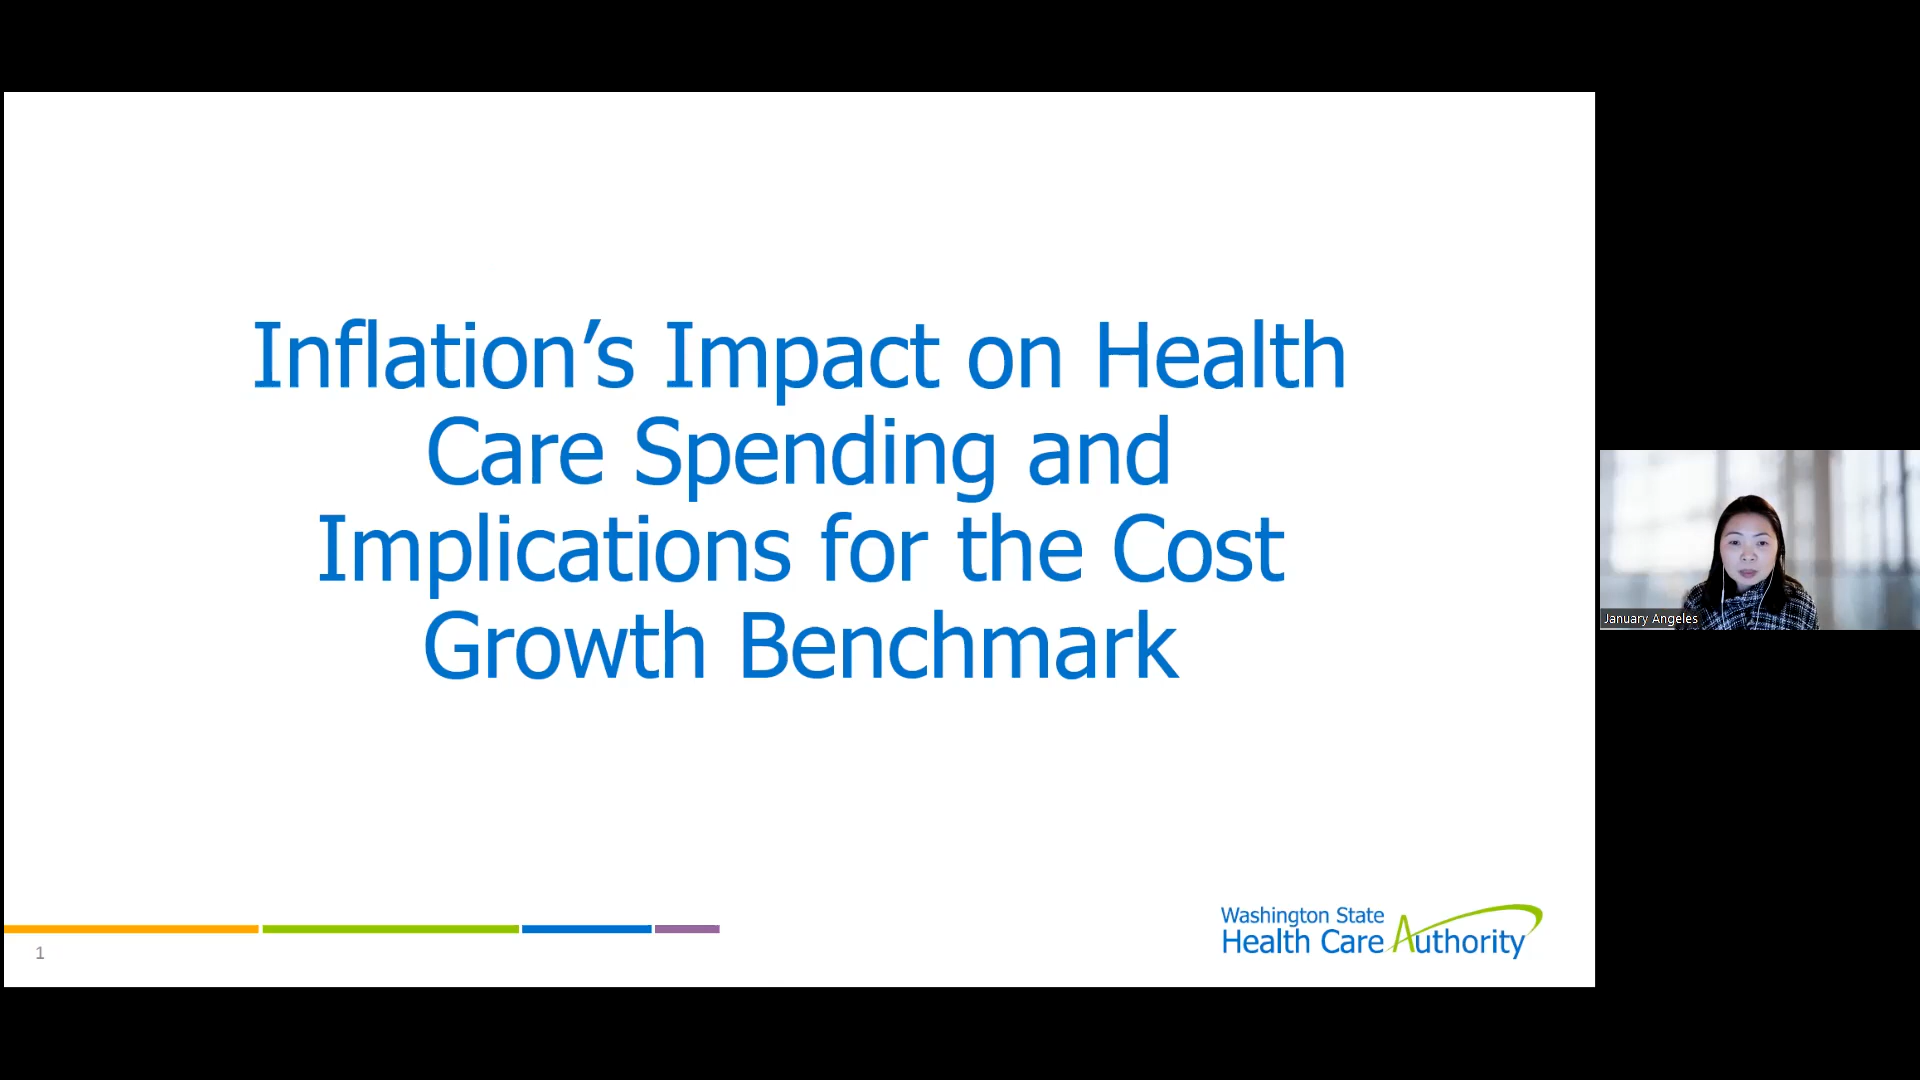 Inflation’s Impact on Health
Care Spending and
Implications for the Cost
Growth Benchmark
January Angeles
1
Washington State
Health Care Authority